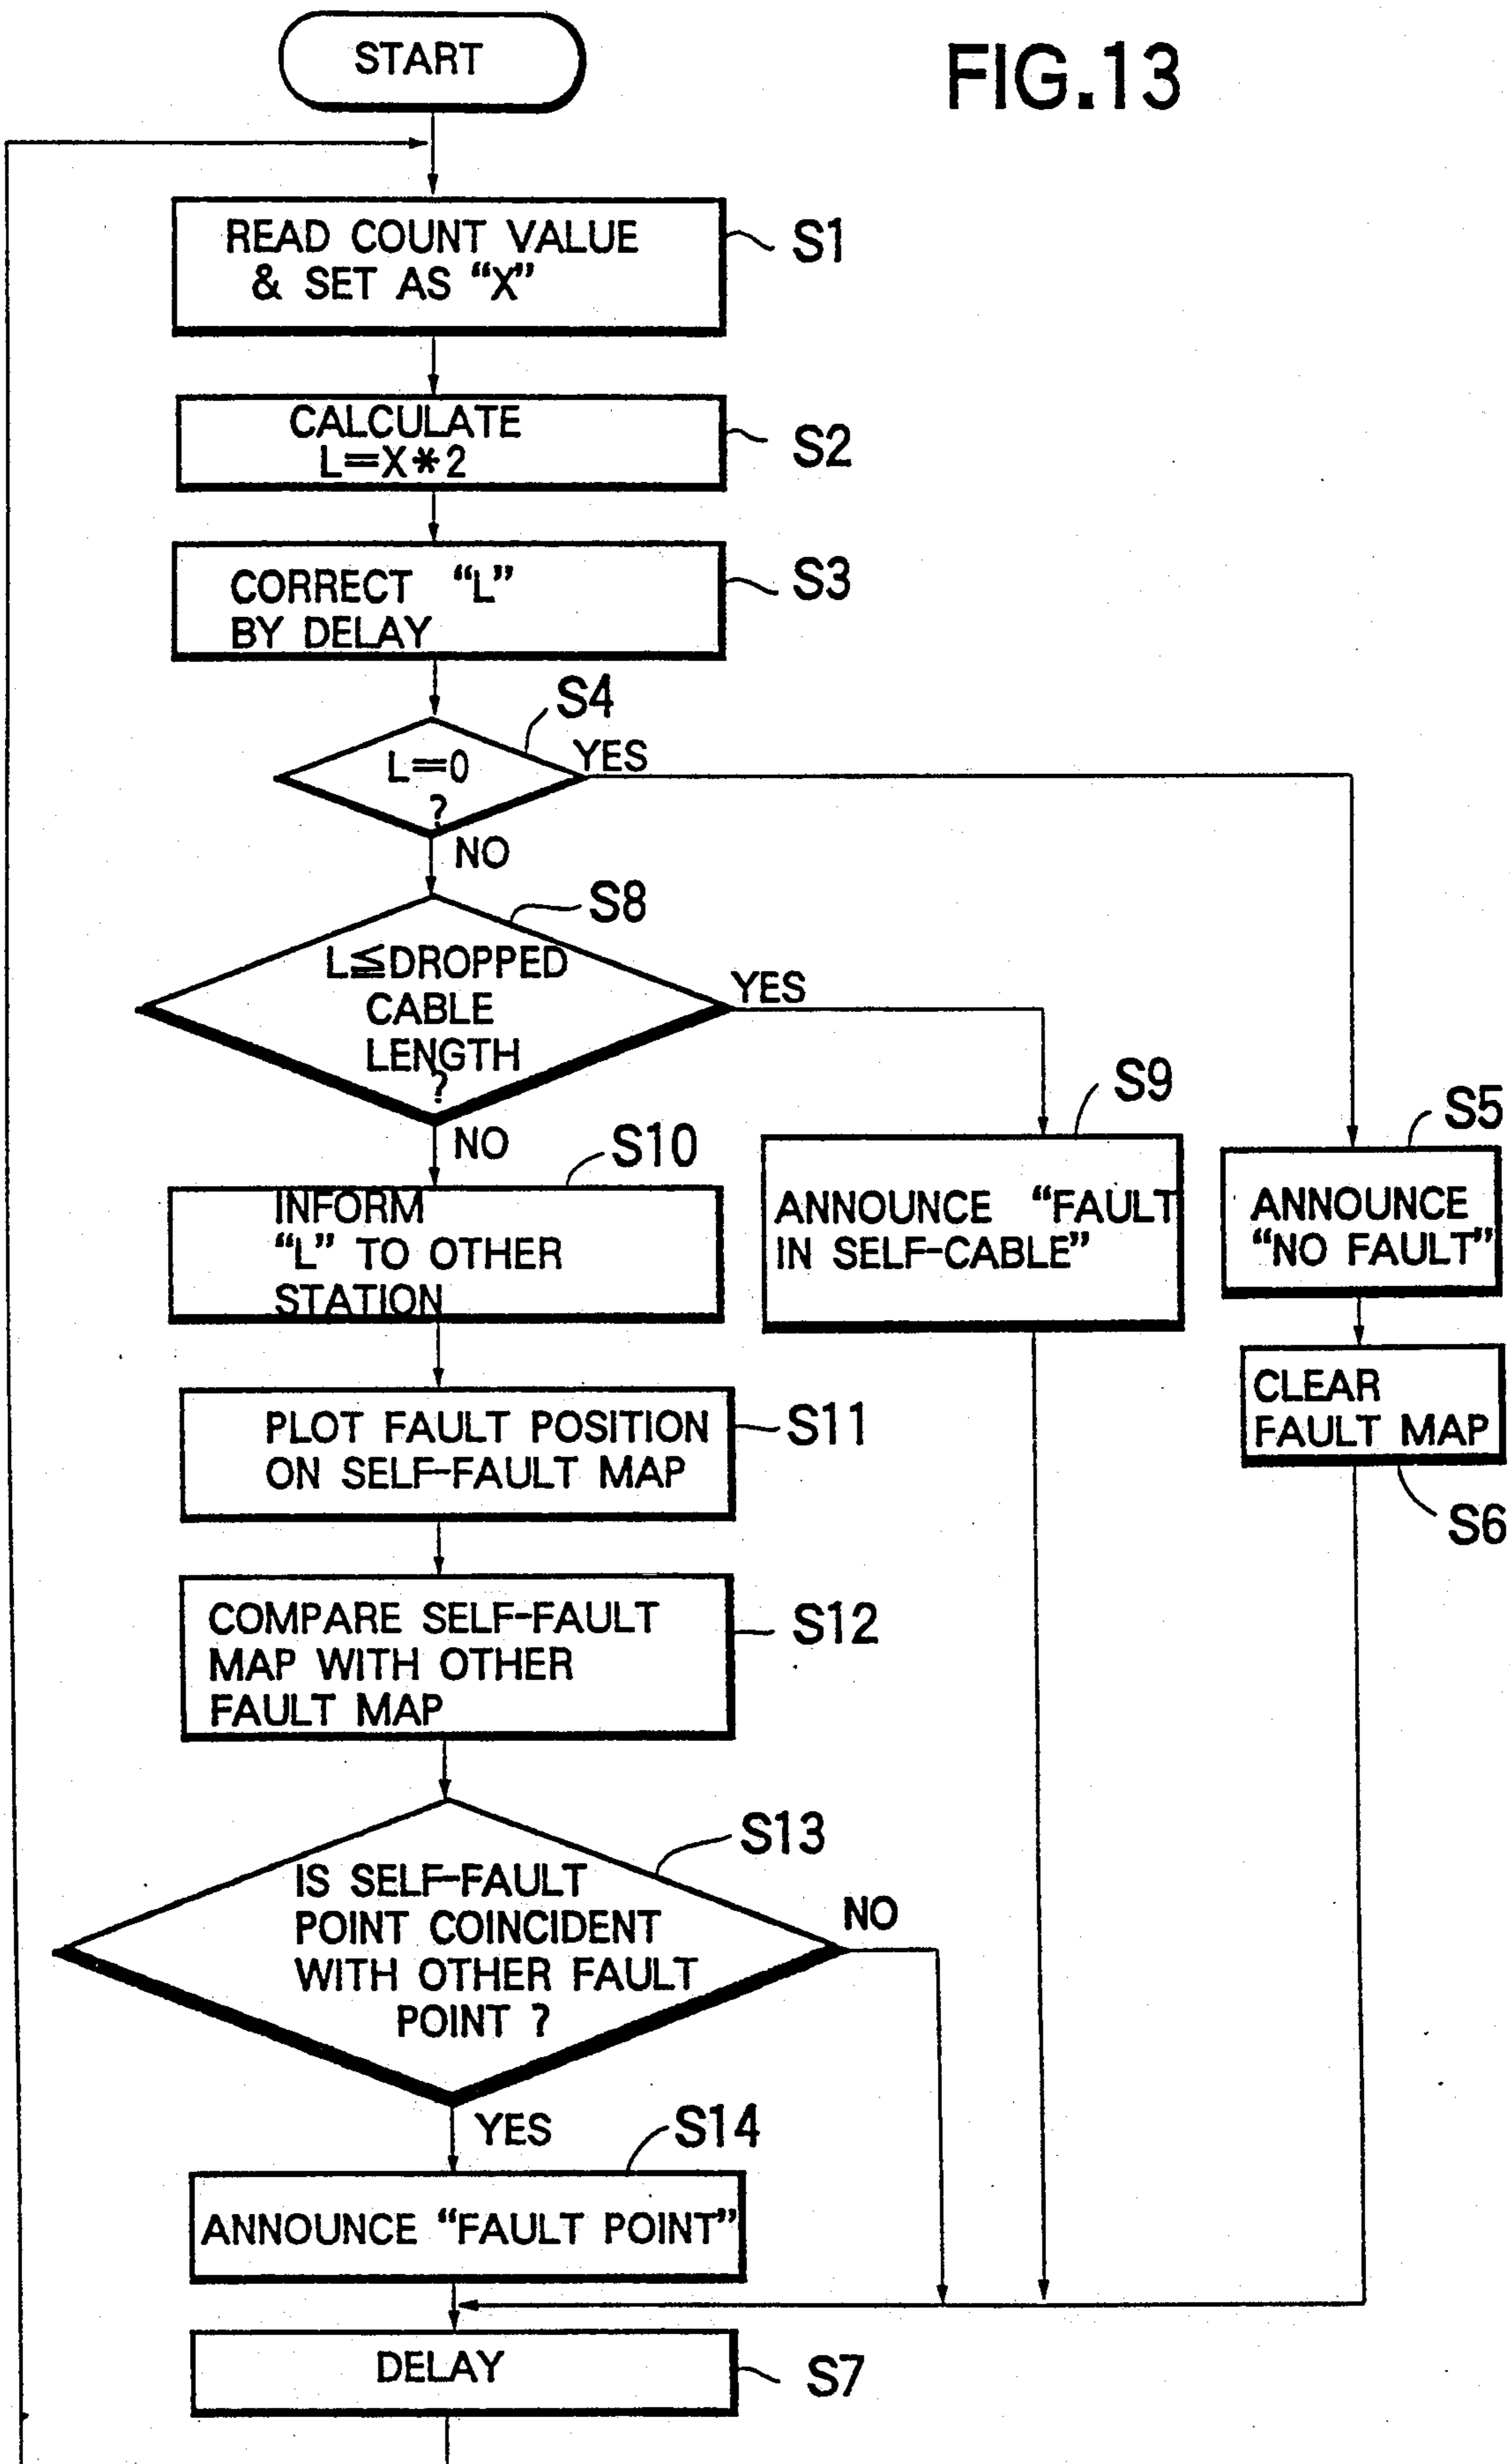 START
FIG.13
READ COUNT VALUE
& SET AS “X”
S1
CALCULATE
L=X*2
S2
CORRECT “L”
BY DELAY
S3
S4
L=0
?
YES
NO
S8
L≦DROPPED
CABLE
LENGTH
?
YES
NO
S9
ANNOUNCE “FAULT
IN SELF-CABLE”
S5
ANNOUNCE
“NO FAULT”
S10
INFORM
“L” TO OTHER
STATION
CLEAR
FAULT MAP
S6
PLOT FAULT POSITION
ON SELF-FAULT MAP
S11
COMPARE SELF-FAULT
MAP WITH OTHER
FAULT MAP
S12
S13
IS SELF-FAULT
POINT COINCIDENT
WITH OTHER FAULT
POINT ?
NO
YES
S14
ANNOUNCE “FAULT POINT”
DELAY
S7